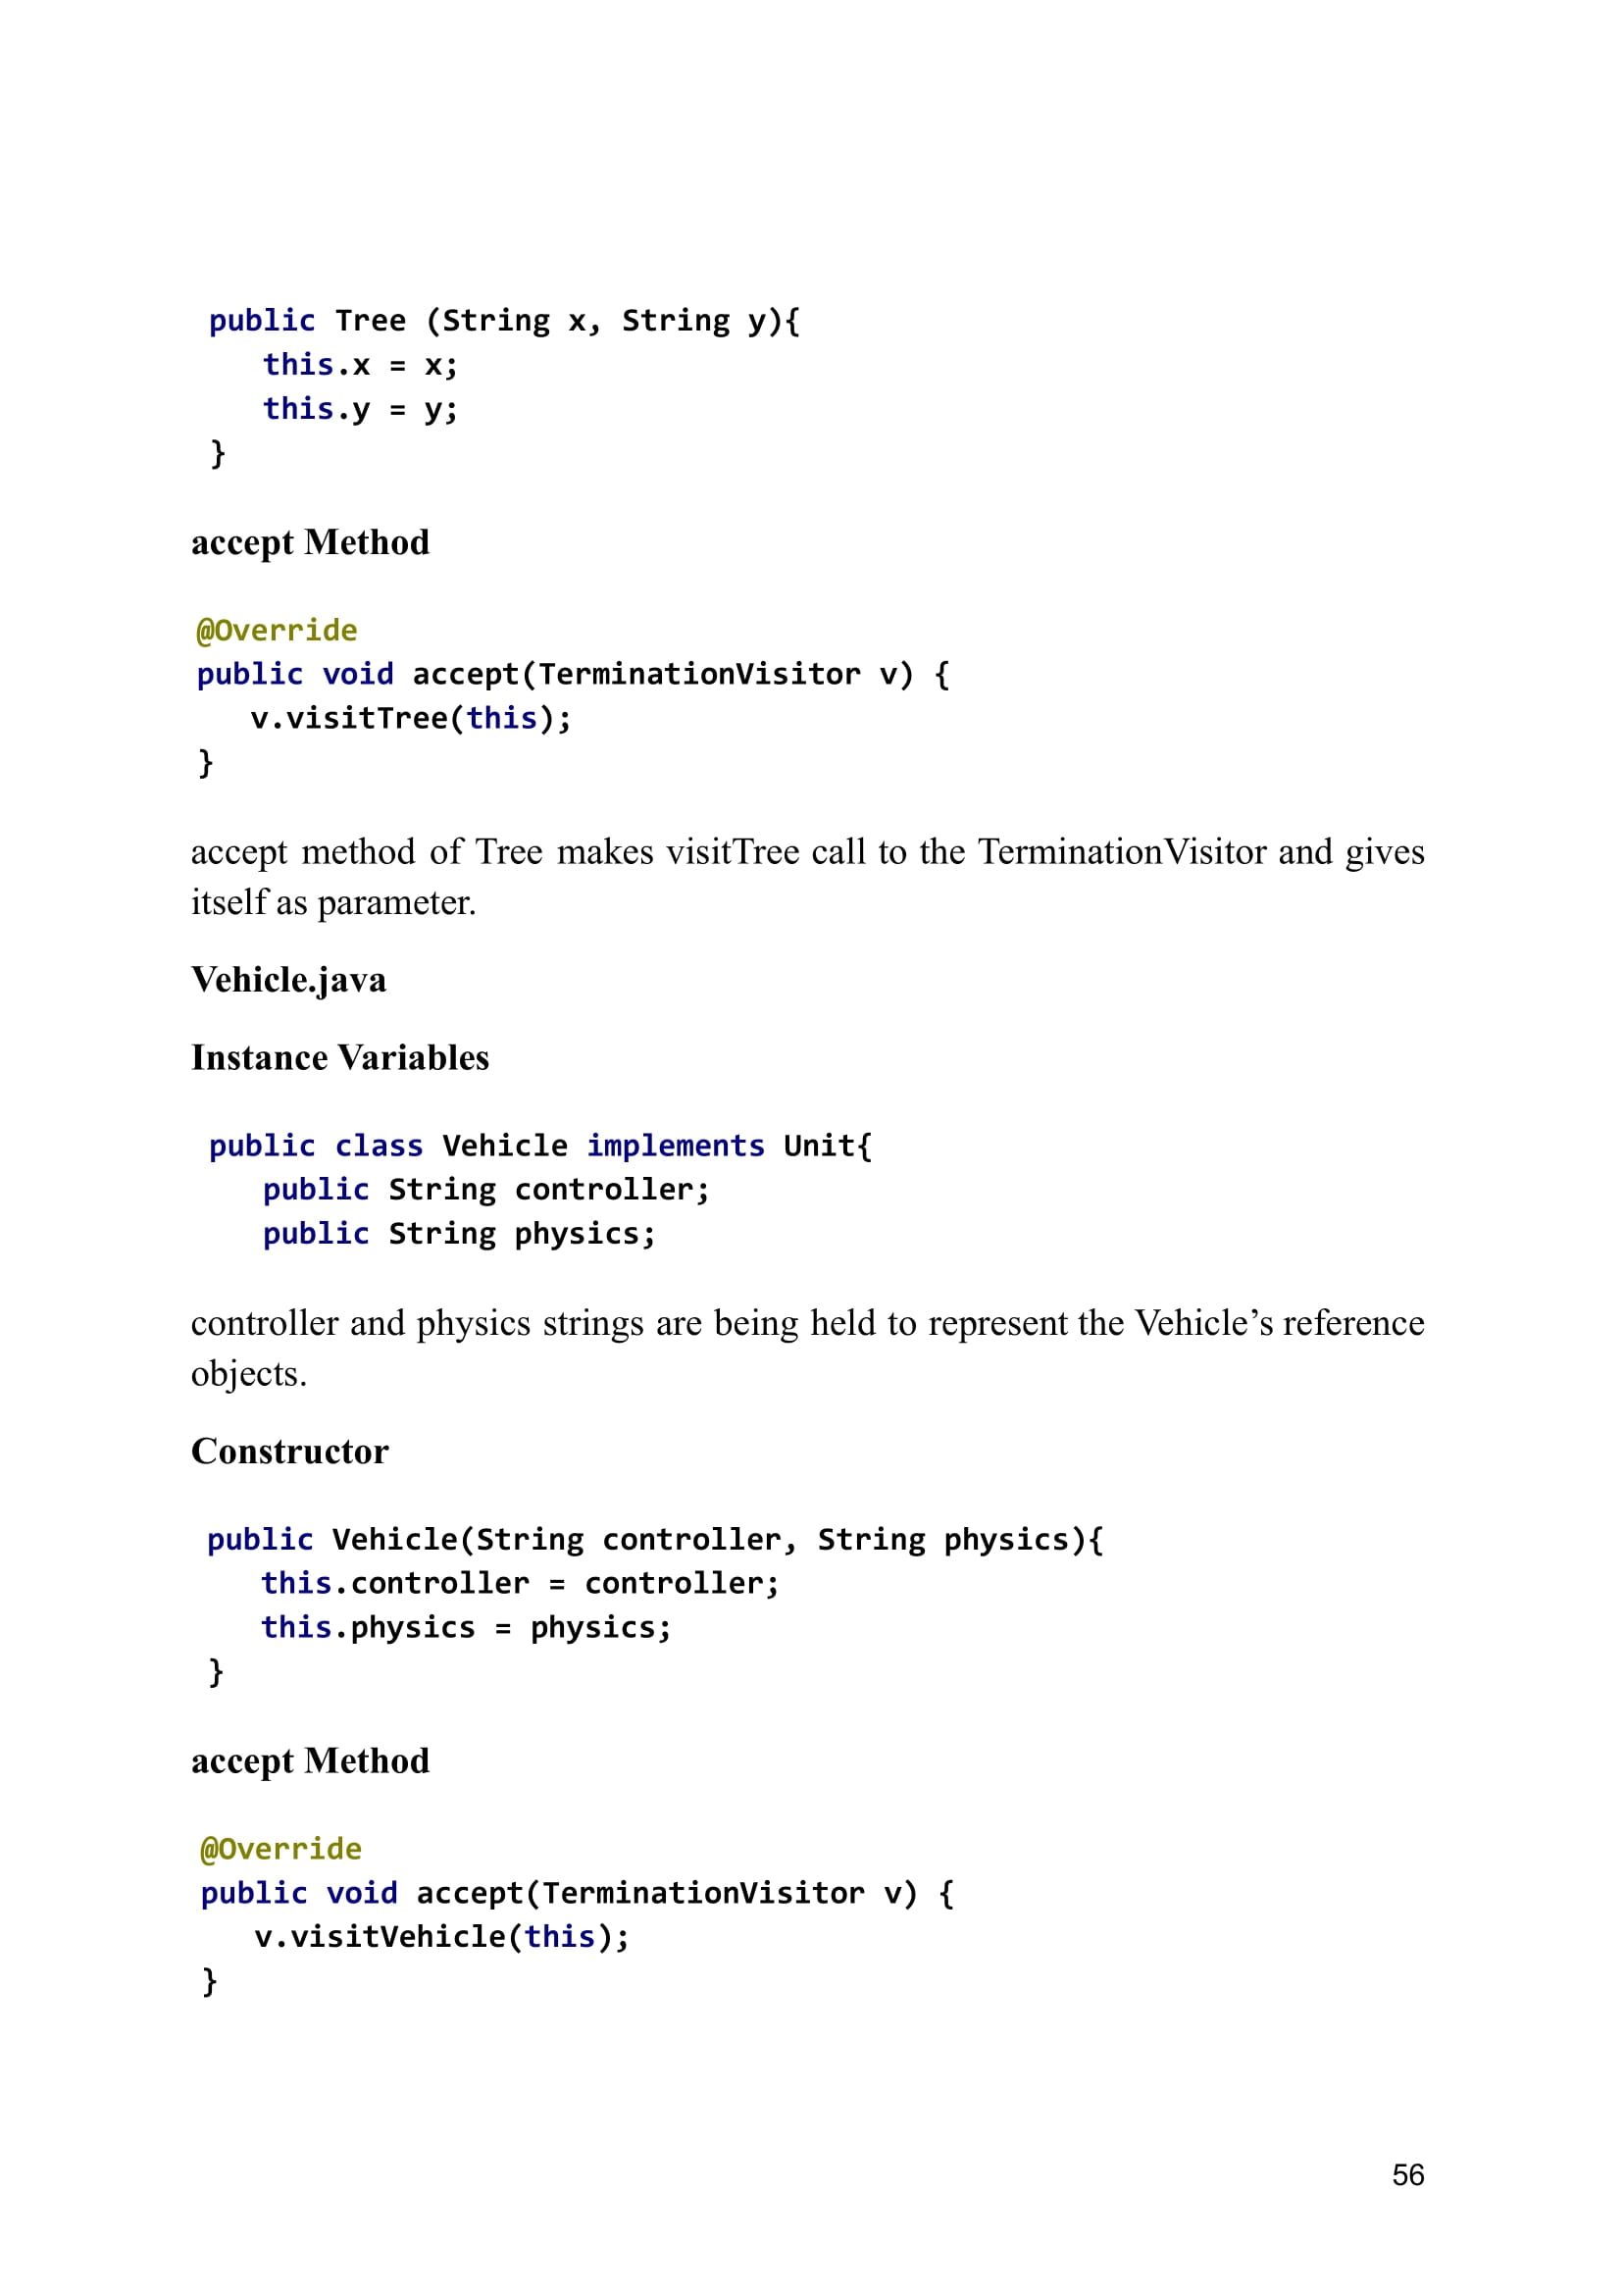 public Tree (String x, String y){
this.x = x;
this.y = y;
}
accept Method
@Override
public void accept(TerminationVisitor v) {
v.visitTree(this);
}
accept method of Tree makes visitTree call to the TerminationVisitor and gives
itself as parameter.
Vehicle.java
Instance Variables
public class Vehicle implements Unit{
public String controller;
public String physics;
controller and physics strings are being held to represent the Vehicle’s reference
objects.
Constructor
public Vehicle(String controller, String physics){
this.controller = controller;
this.physics = physics;
}
accept Method
@Override
public void accept(TerminationVisitor v) {
v.visitVehicle(this);
}
56